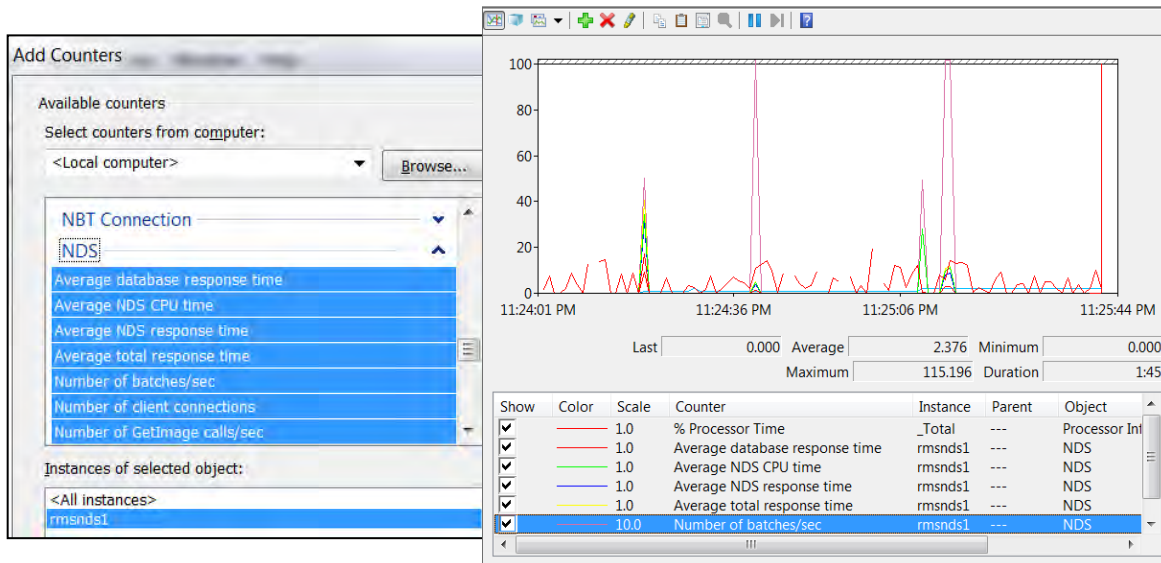 Add Counters
Available counters
Select counters from computer:
<Local computer>
Browse...
NBT Connection
NDS
Average database response time
Average NDS CPU time
Average NDS response time
Average total response time
Number of batches/sec
Number of client connections
Number of GetImage calls/sec
Instances of selected object:
<All instances>
rmsnds1
100
80
60
40
20
0
11:24:01 PM 11:24:36 PM 11:25:06 PM 11:25:44 PM
Last 0.000 Average 2.376 Minimum 0.000
Maximum 115.196 Duration 1:45
Show Color Scale Counter Instance Parent Object
1.0 % Processor Time _Total --- Processor Inf
1.0 Average database response time rmsnds1 --- NDS
1.0 Average NDS CPU time rmsnds1 --- NDS
1.0 Average NDS response time rmsnds1 --- NDS
1.0 Average total response time rmsnds1 --- NDS
10.0 Number of batches/sec rmsnds1 --- NDS